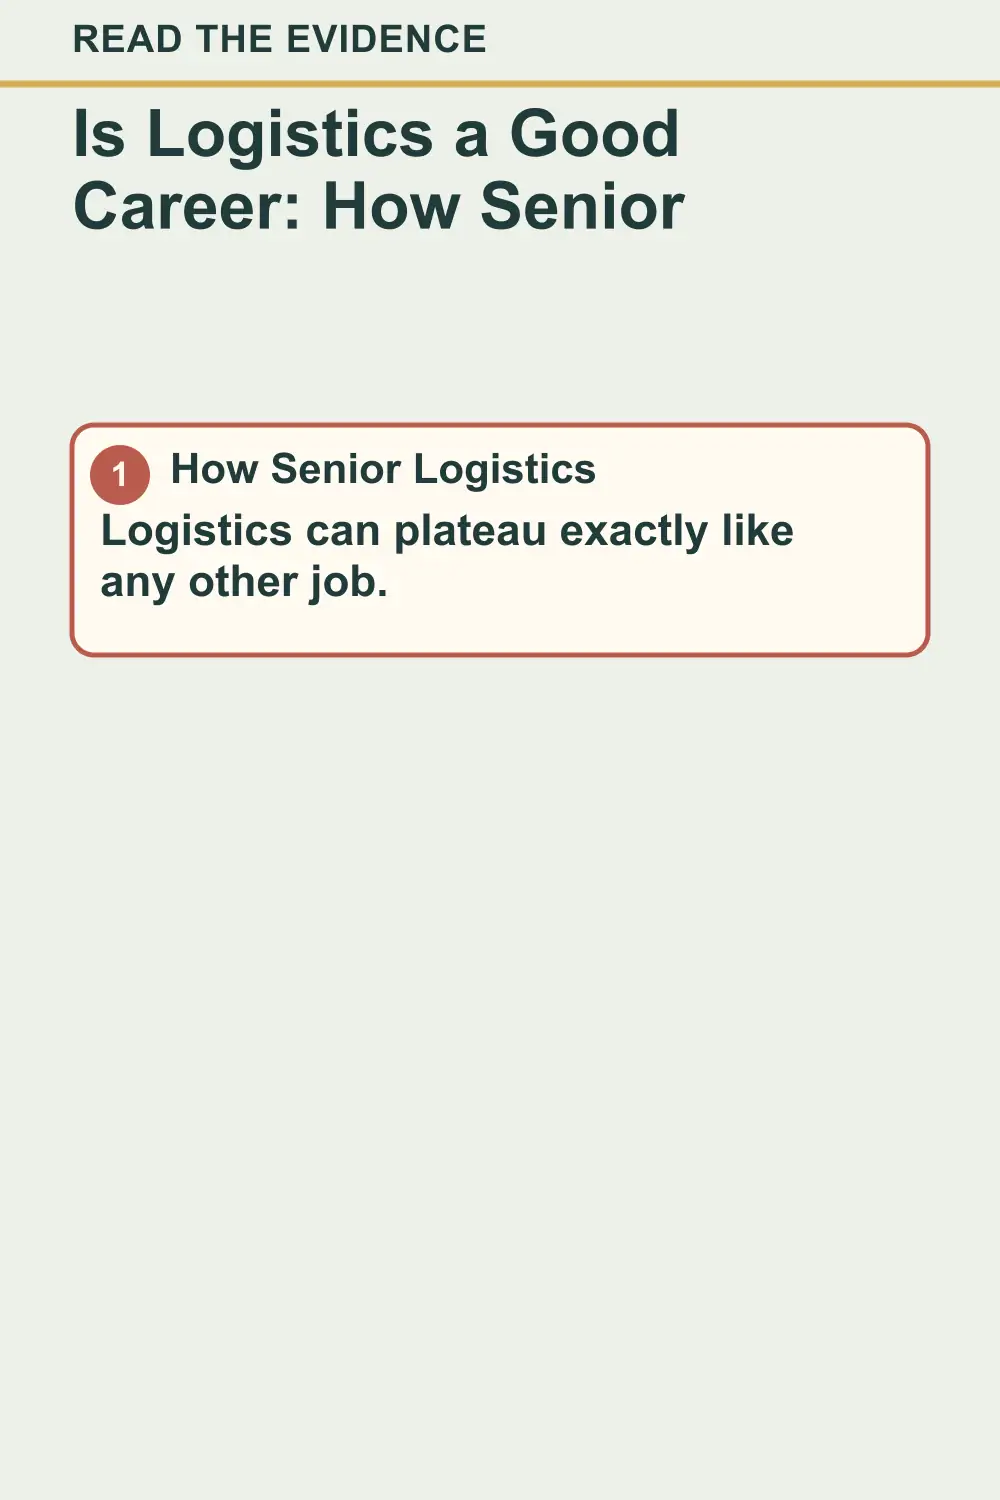 READ THE EVIDENCE
Is Logistics a Good
Career: How Senior
1 How Senior Logistics
Logistics can plateau exactly like
any other job.